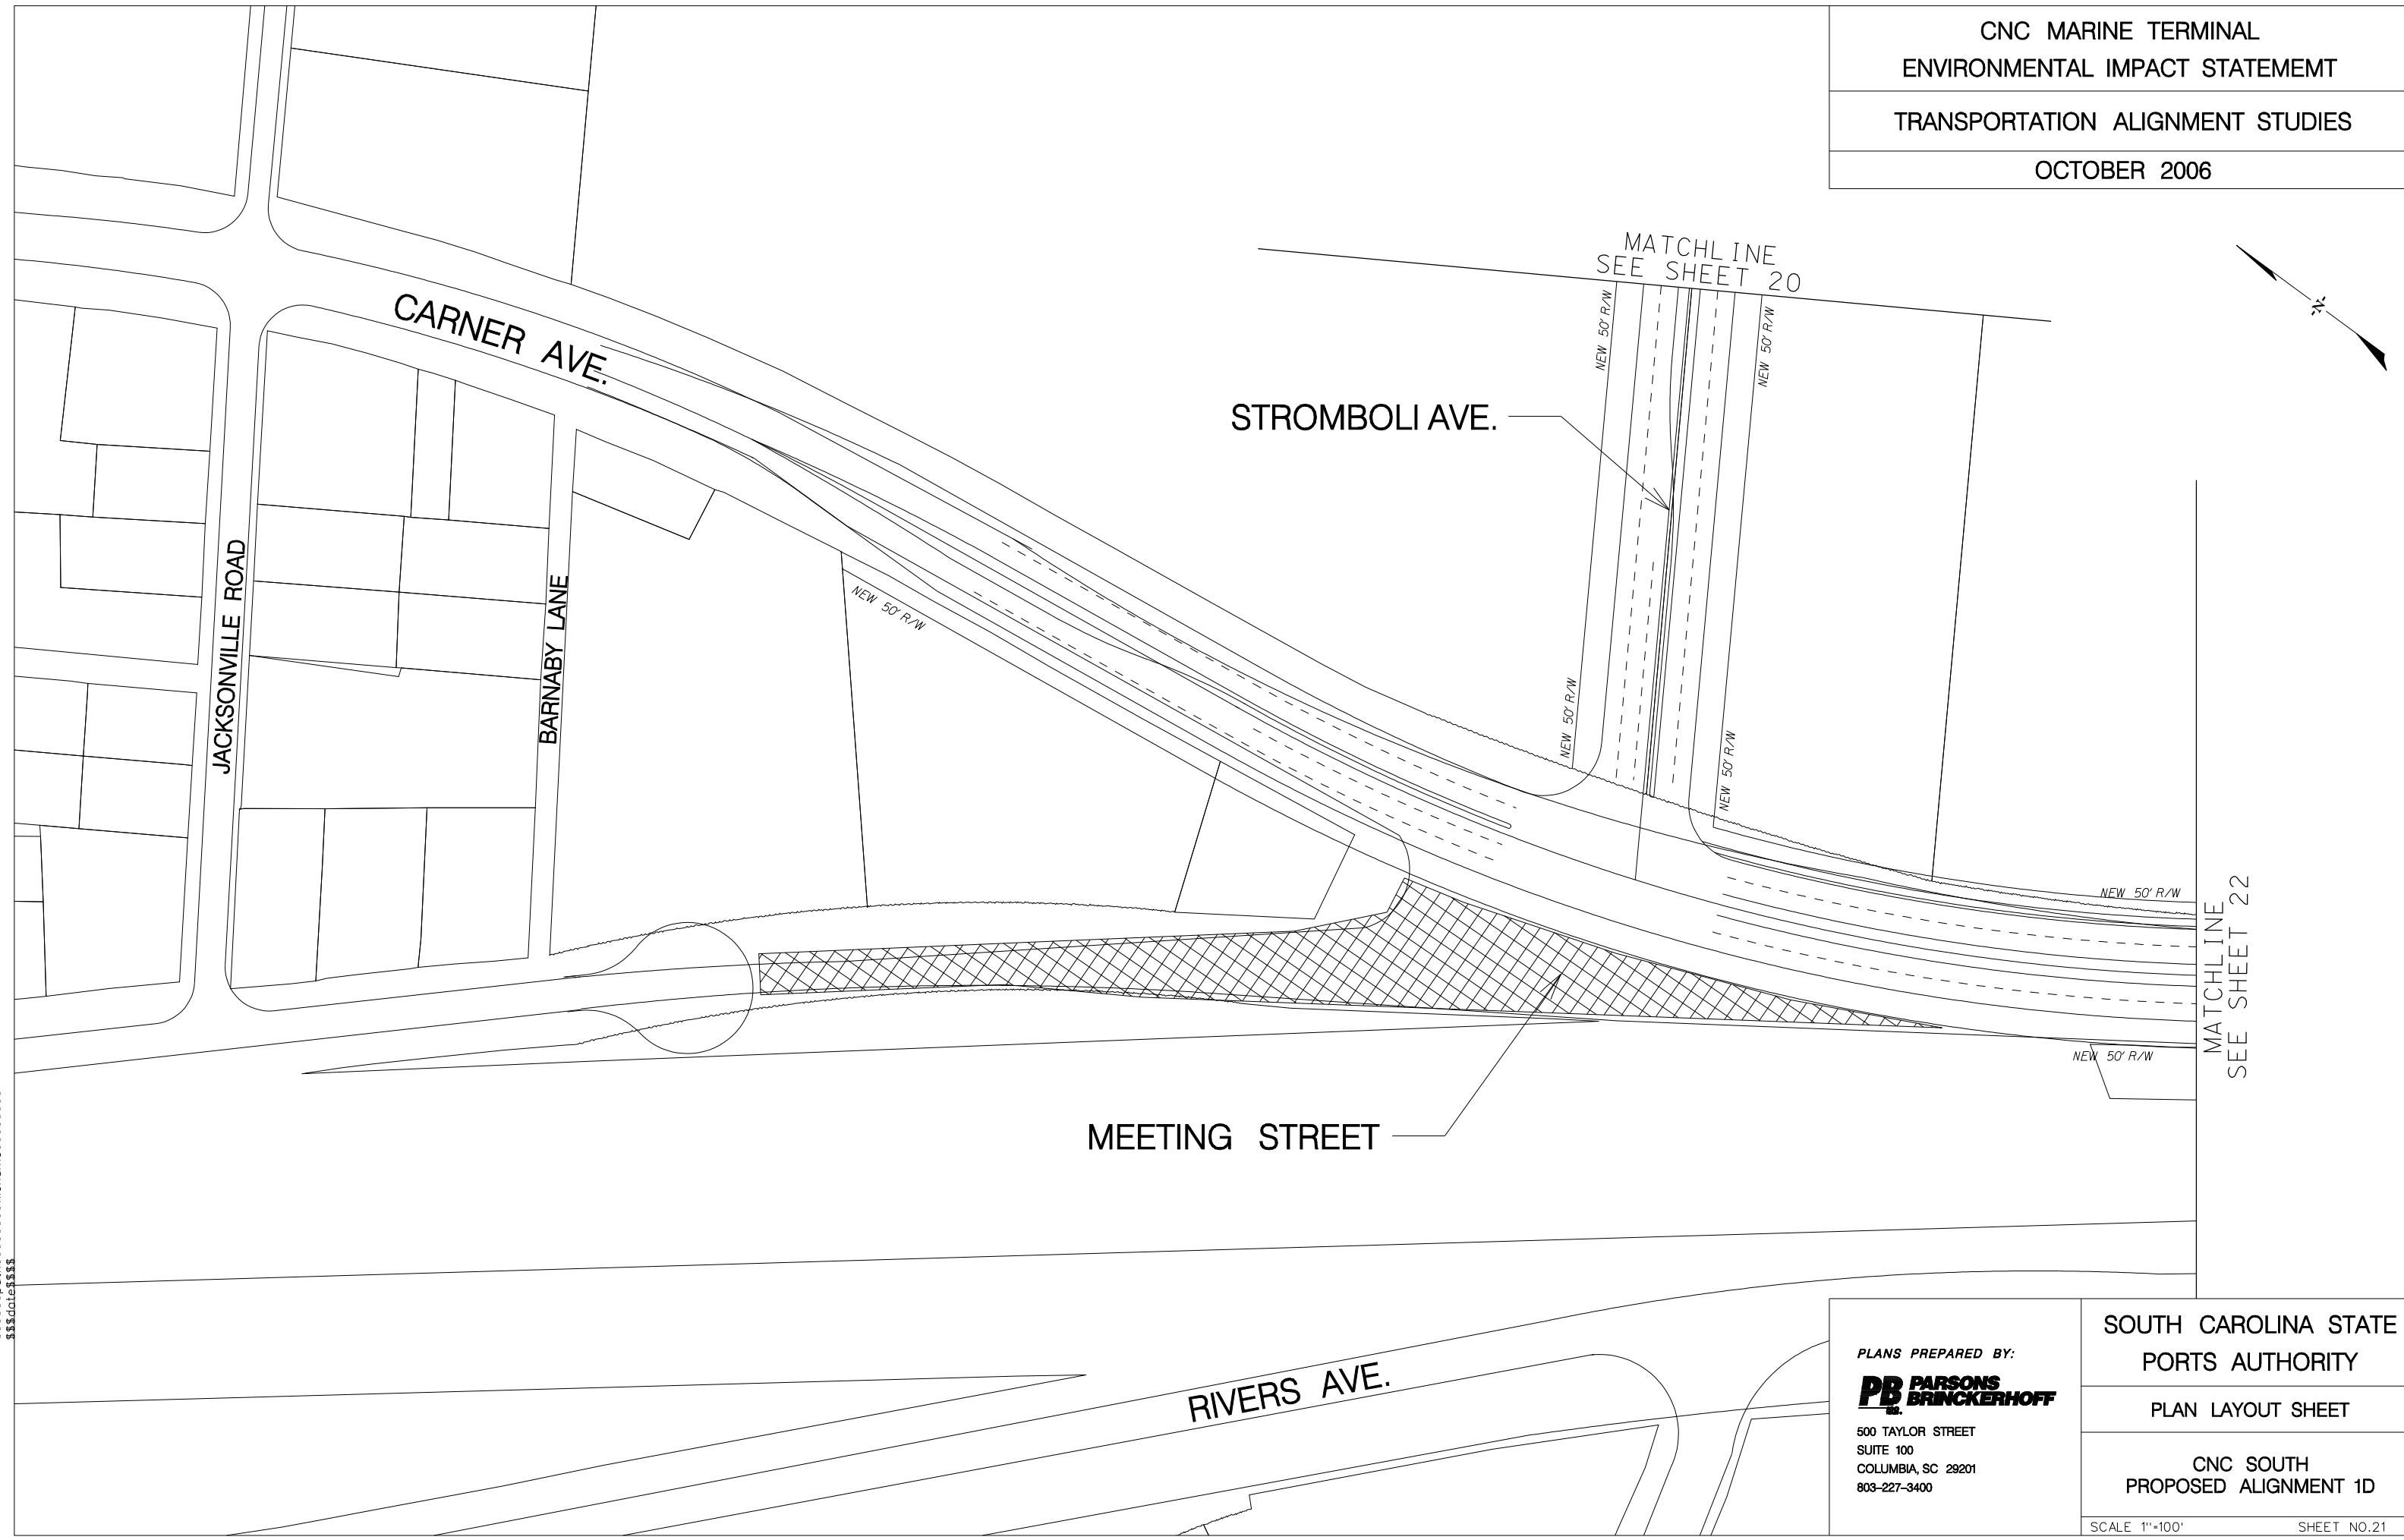 CNC MARINE TERMINAL
ENVIRONMENTAL IMPACT STATEMEMT
TRANSPORTATION ALIGNMENT STUDIES
OCTOBER 2006
MATCHLINE
SEE SHEET 20
-N-
NEW 50' R/W
NEW 50' R/W
CARNER AVE.
STROMBOLI AVE.
JACKSONVILLE ROAD
BARNABY LANE
NEW 50' R/W
NEW 50' R/W
NEW 50' R/W
NEW 50' R/W
MATCHLINE
SEE SHEET 22
NEW 50' R/W
MEETING STREET
$$$date$$$$
RIVERS AVE.
PLANS PREPARED BY:
PB PARSONS
BRINCKERHOFF
500 TAYLOR STREET
SUITE 100
COLUMBIA, SC 29201
803-227-3400
SOUTH CAROLINA STATE
PORTS AUTHORITY
PLAN LAYOUT SHEET
CNC SOUTH
PROPOSED ALIGNMENT 1D
SCALE 1"=100'
SHEET NO.21